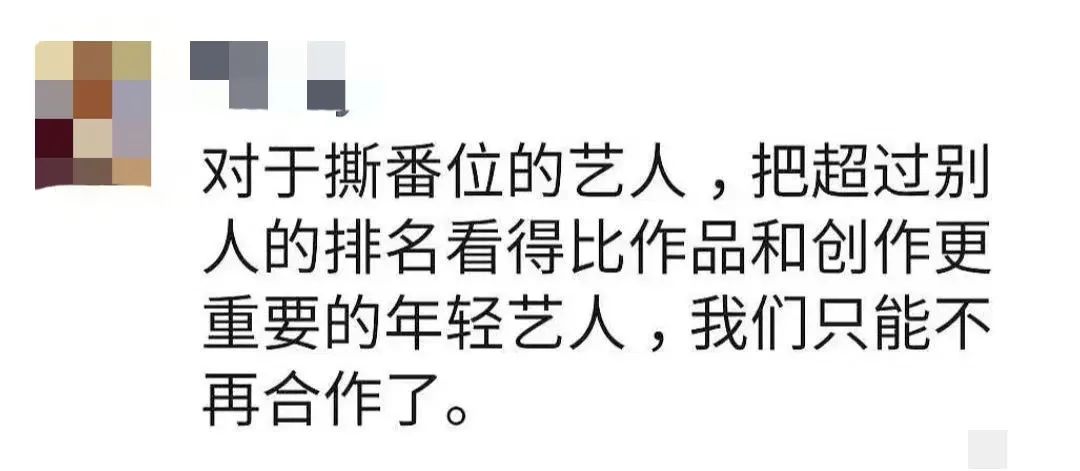 对于撕番位的艺人，把超过别
人的排名看得比作品和创作更
重要的年轻艺人，我们只能不
再合作了。